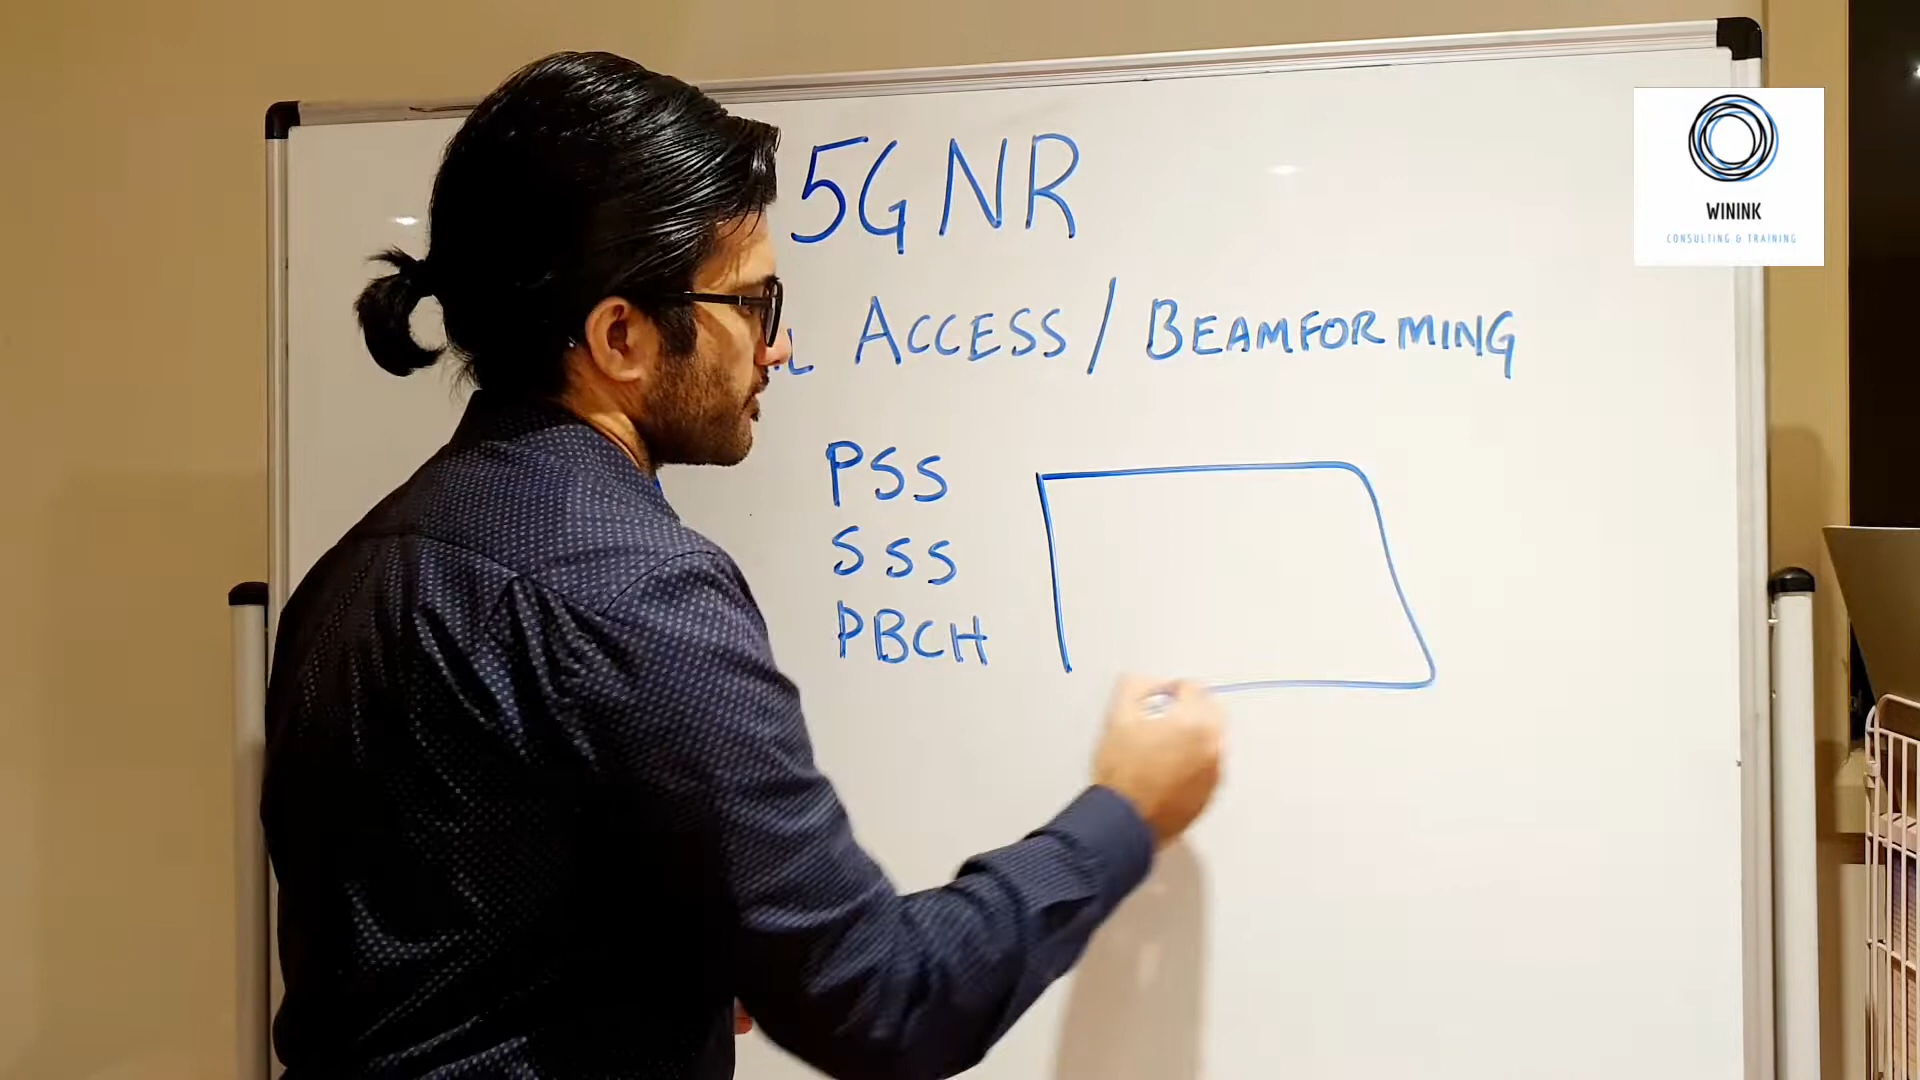 5G NR
ACCESS / BEAMFORMING
PSS
SSS
PBCH
WININK
CONSULTING & TRAINING